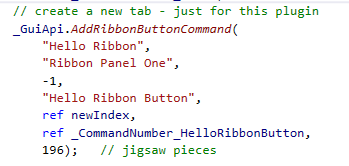 // create a new tab - just for this plugin
_GuiApi.AddRibbonButtonCommand(
"Hello Ribbon",
"Ribbon Panel One",
-1,
"Hello Ribbon Button",
ref newIndex,
ref _CommandNumber_HelloRibbonButton,
196);   // jigsaw pieces